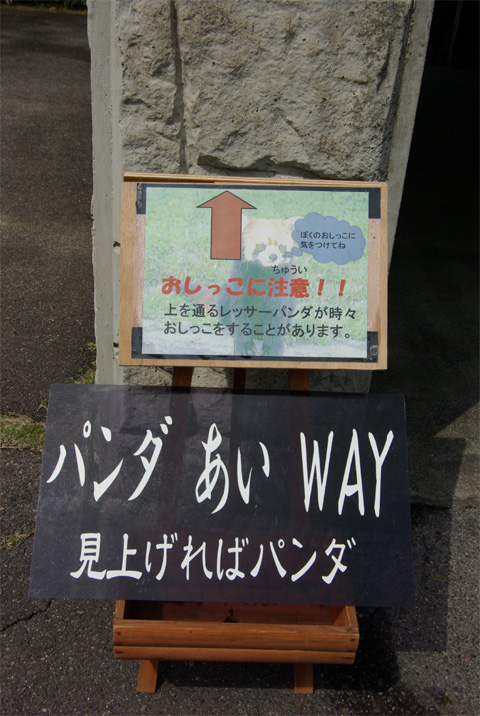 ぼくのおしっこに
気をつけてね
ちゅうい
おしっこに注意！！
上を通るレッサーパンダが時々
おしっこをすることがあります。
パンダ あい WAY
見上げればパンダ